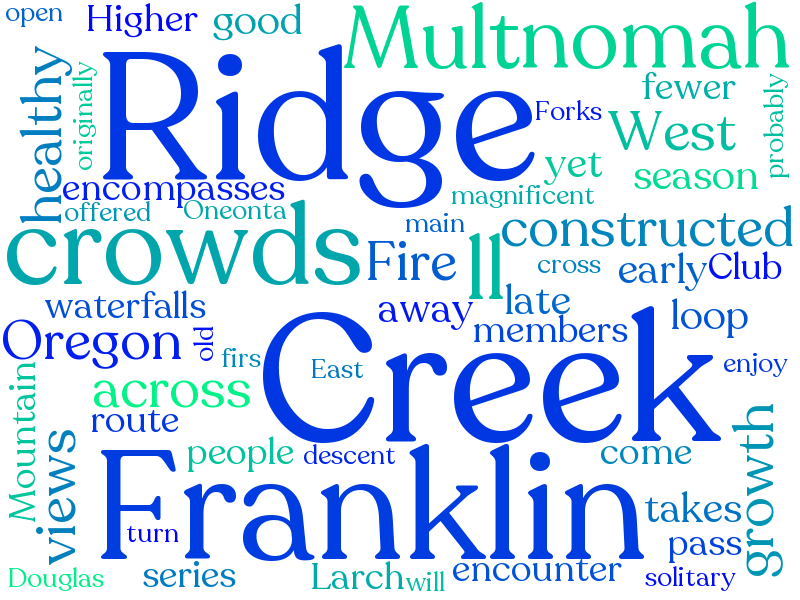 open
Higher
good
Multnomah
healthy
originally
Ridge
fewer
probably
Forks
West
yet
season
encompasses
magnificent
offered
Oneonta
main
crowds
ll
constructed
Fire
cross
early
Club
waterfalls
away
late
members
loop
Oregon
old
firs
East
Creek
enjoy
Mountain
across
route
views
people
descent
come
growth
Franklin
turn
takes
pass
Douglas
series
Larch
will
encounter
solitary